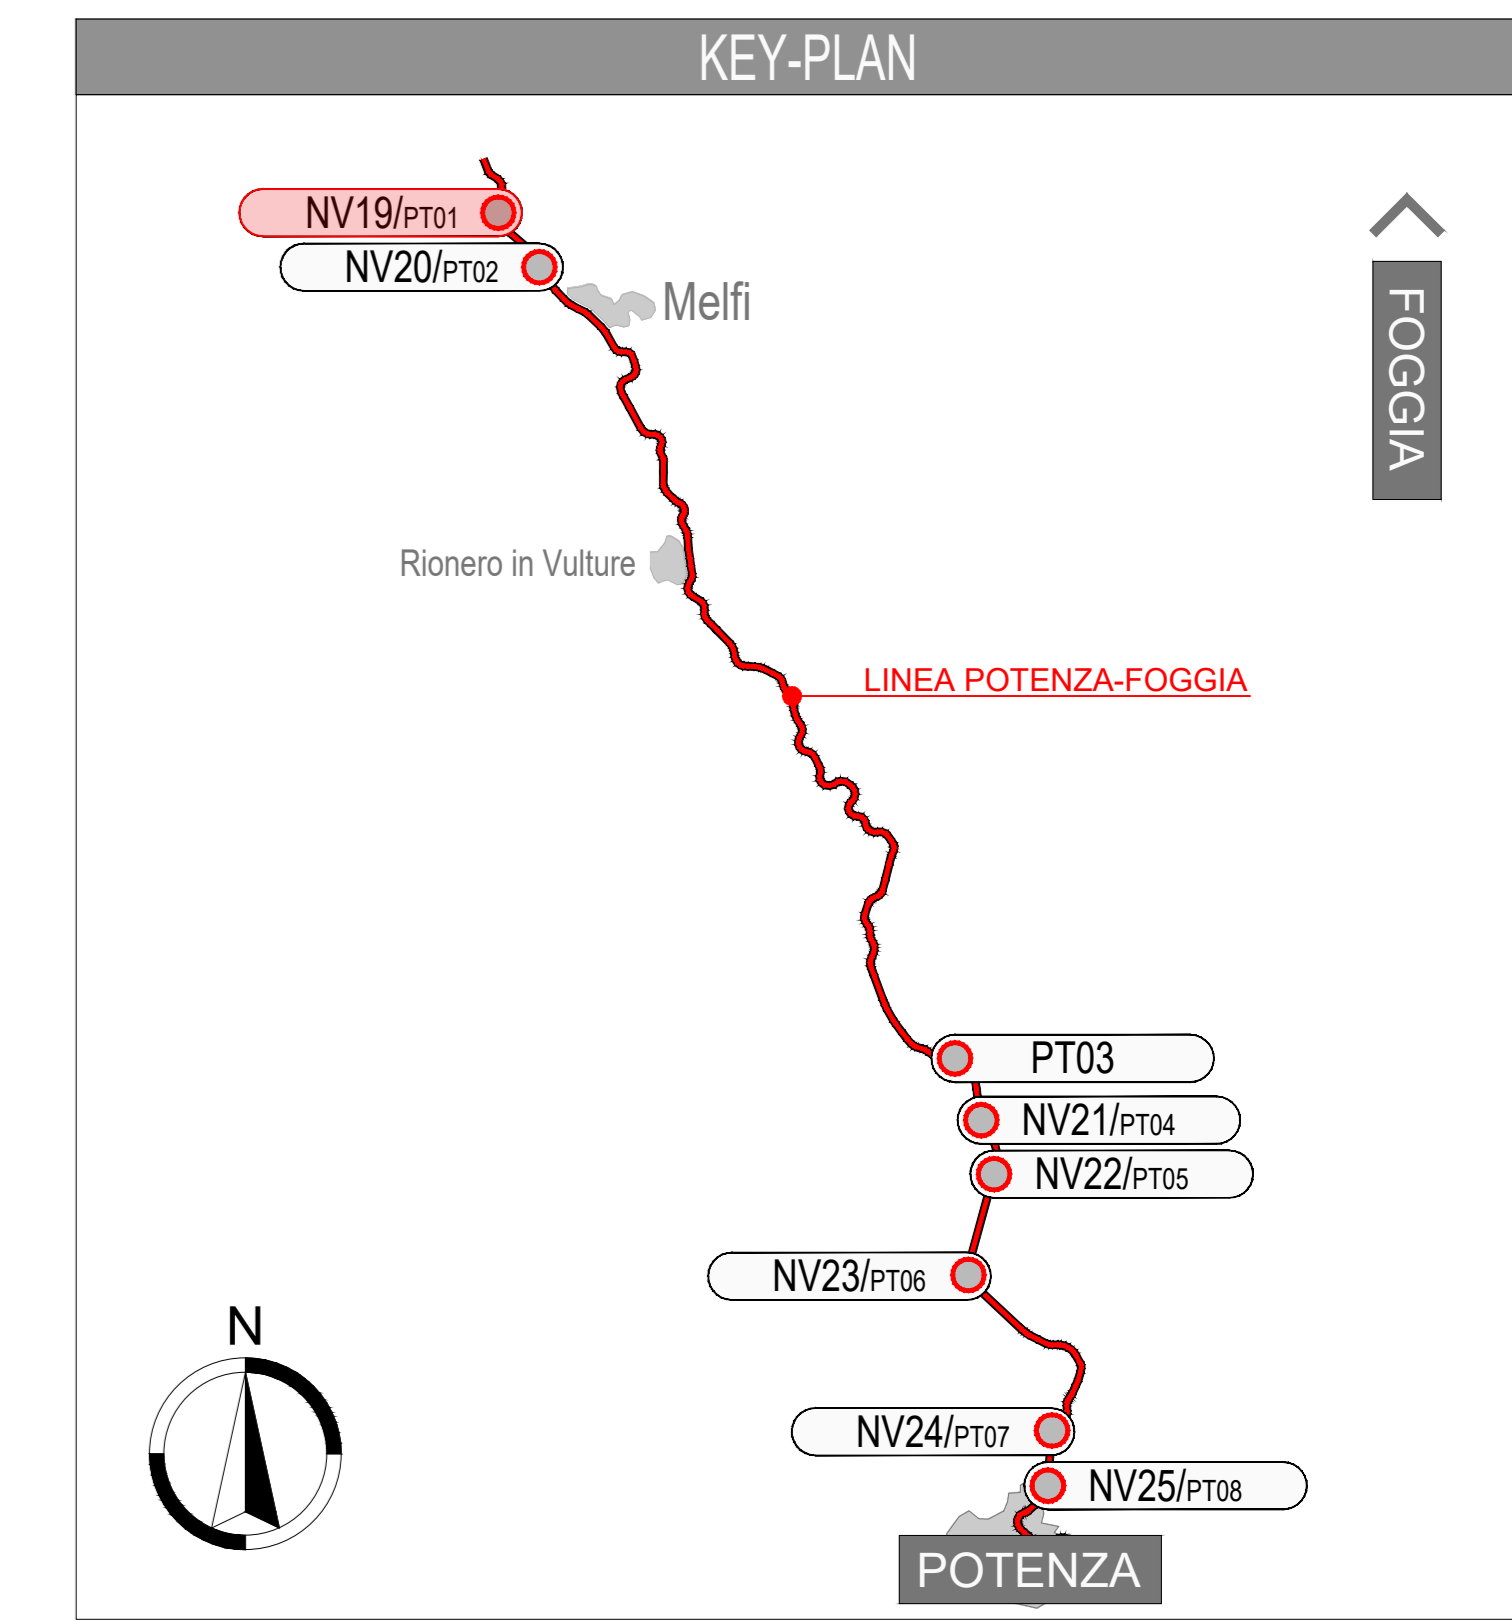 KEY-PLAN
NV19/PT01
NV20/PT02
Melfi
FOGGIA
Rionero in Vulture
LINEA POTENZA-FOGGIA
PT03
NV21/PT04
NV22/PT05
NV23/PT06
N
NV24/PT07
NV25/PT08
POTENZA